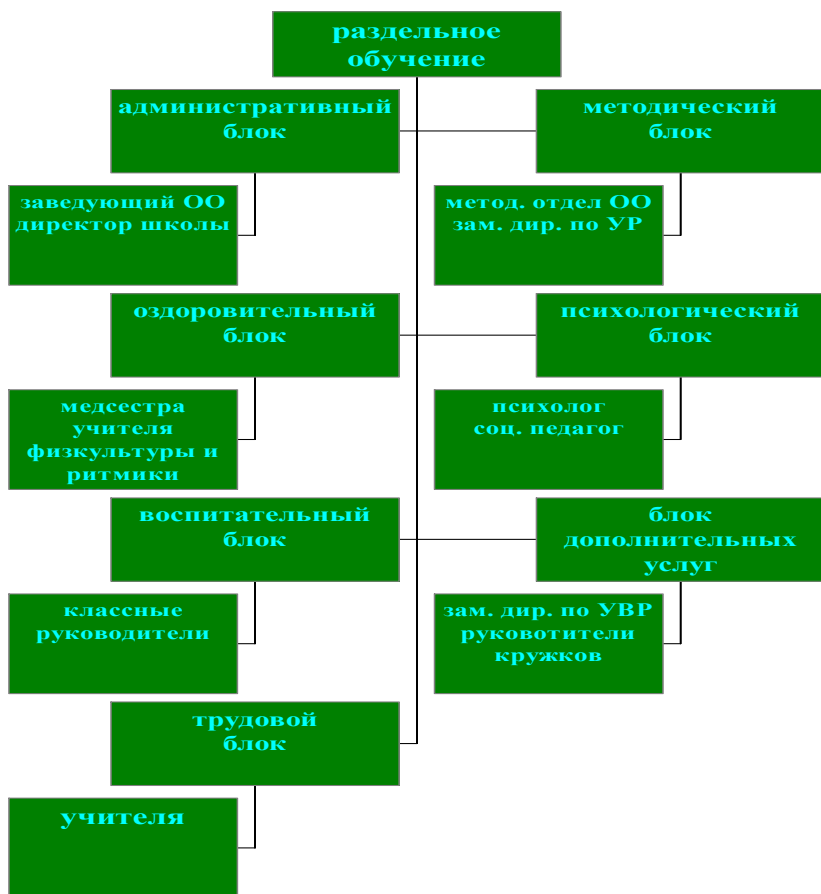 раздельное
обучение
административный
блок
методический
блок
заведующий ОО
директор школы
метод. отдел ОО
зам. дир. по УР
оздоровительный
блок
психологический
блок
медсестра
учителя
физкультуры и
ритмики
психолог
соц. педагог
воспитательный
блок
блок
дополнительных
услуг
классные
руководители
зам. дир. по УВР
руковотители
кружков
трудовой
блок
учителя